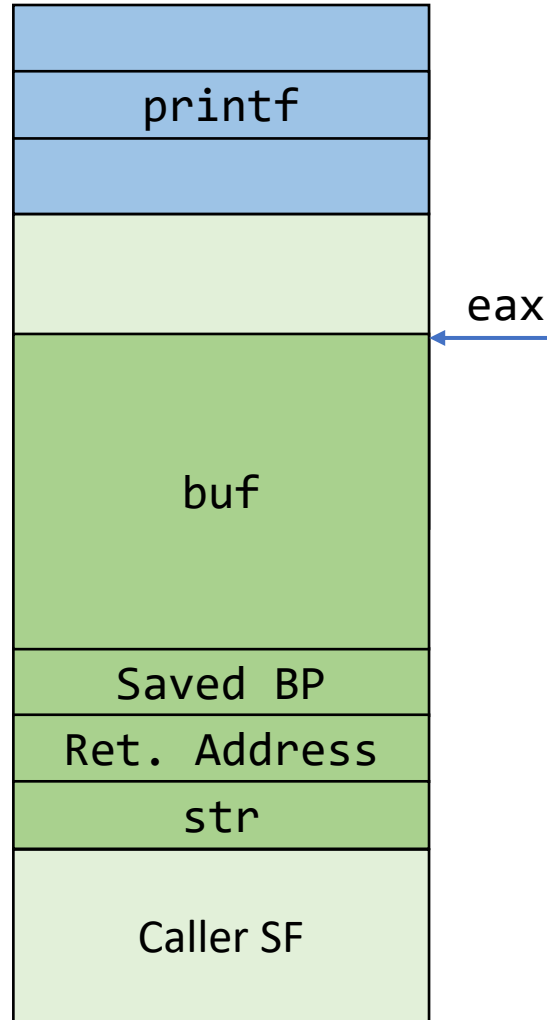 printf
eax
buf
Saved BP
Ret. Address
str
Caller SF